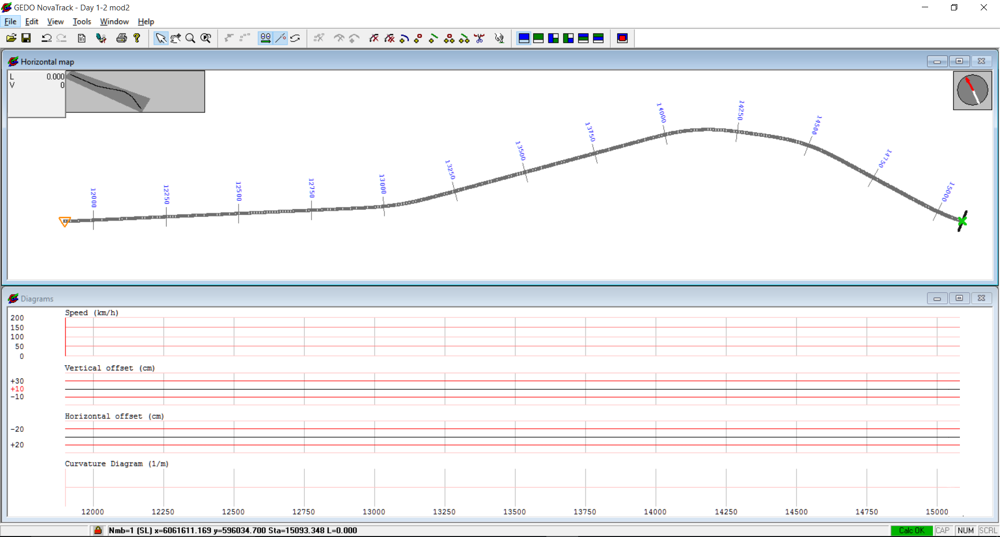 GEDO NovaTrack - Day 1-2 mod2
File Edit View Tools Window Help
Horizontal map
L 0.000
V 0
12000 12250 12500 12750 13000 13250 13500 13750 14000 14250 14500 14750 15000
Diagrams
Speed (km/h)
200
150
100
50
0
Vertical offset (cm)
+30
+10
-10
Horizontal offset (cm)
-20
+20
Curvature Diagram (1/m)
12000 12250 12500 12750 13000 13250 13500 13750 14000 14250 14500 14750 15000
Nmb=1 (SL) x=6061611.169 y=596034.700 Sta=15093.348 L=0.000 Calc OK CAP NUM SCRL